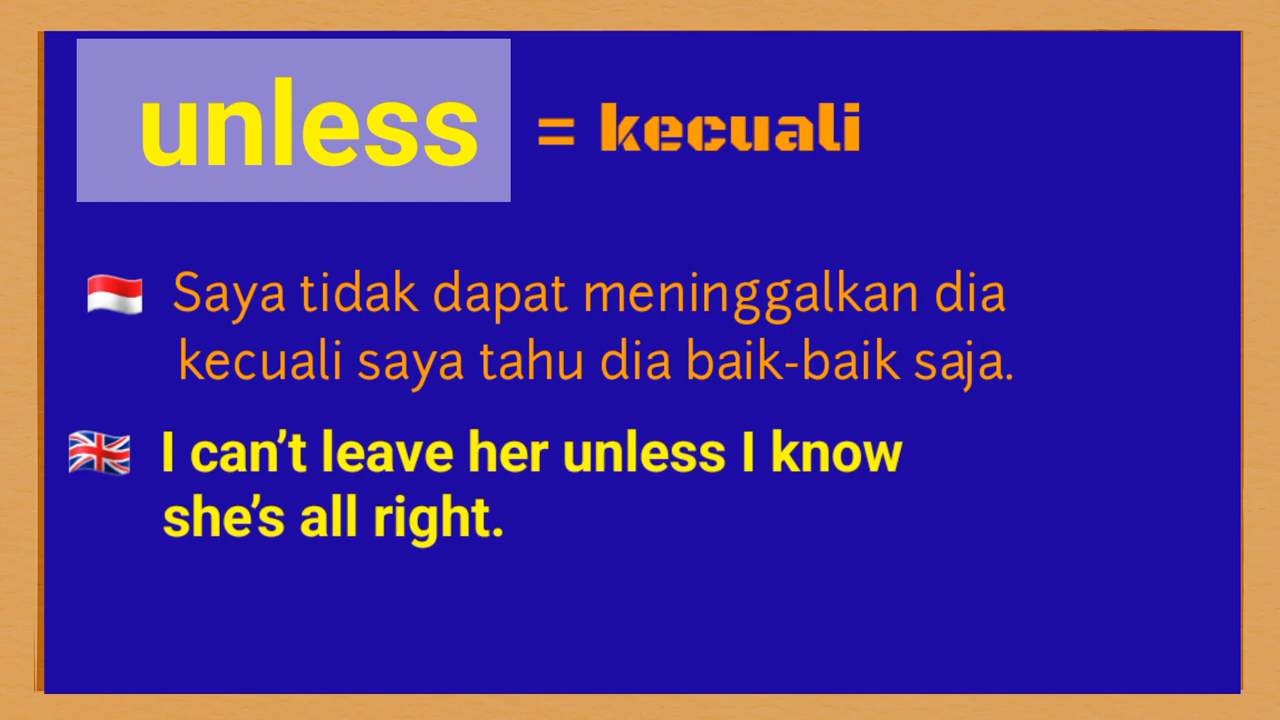 unless = kecuali
Saya tidak dapat meninggalkan dia
kecuali saya tahu dia baik-baik saja.
I can’t leave her unless I know
she’s all right.